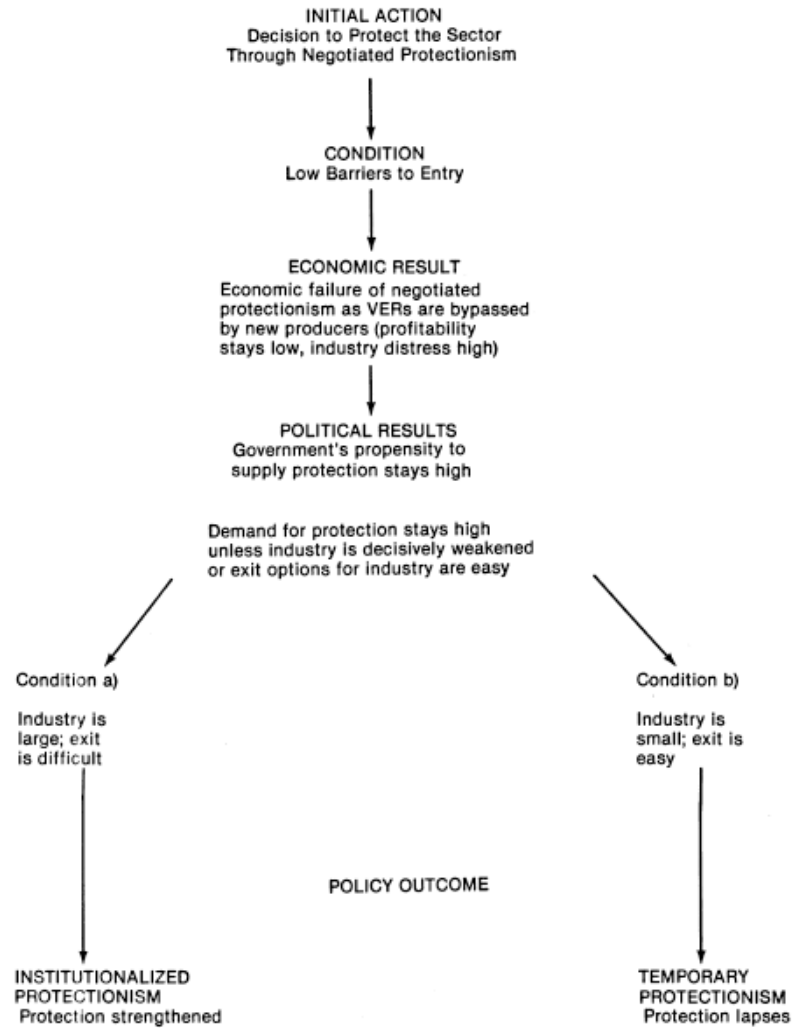 INITIAL ACTION
Decision to Protect the Sector
Through Negotiated Protectionism
CONDITION
Low Barriers to Entry
ECONOMIC RESULT
Economic failure of negotiated
protectionism as VERs are bypassed
by new producers (profitability
stays low, industry distress high)
POLITICAL RESULTS
Government's propensity to
supply protection stays high
Demand for protection stays high
unless industry is decisively weakened
or exit options for industry are easy
Condition a)
Industry is
large; exit
is difficult
Condition b)
Industry is
small; exit is
easy
POLICY OUTCOME
INSTITUTIONALIZED
PROTECTIONISM
Protection strengthened
TEMPORARY
PROTECTIONISM
Protection lapses